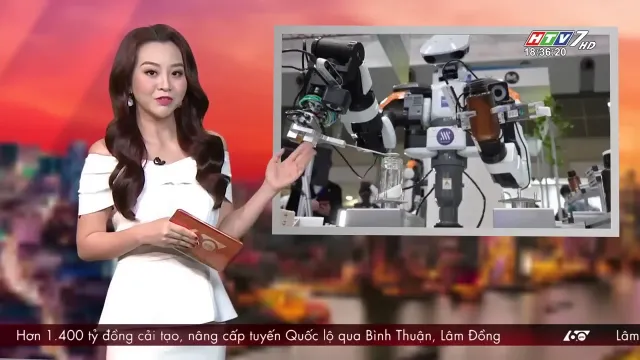 HTV7 HD
18:36:20
Hơn 1.400 tỷ đồng cải tạo, nâng cấp tuyến Quốc lộ qua Bình Thuận, Lâm Đồng
60
Lâm